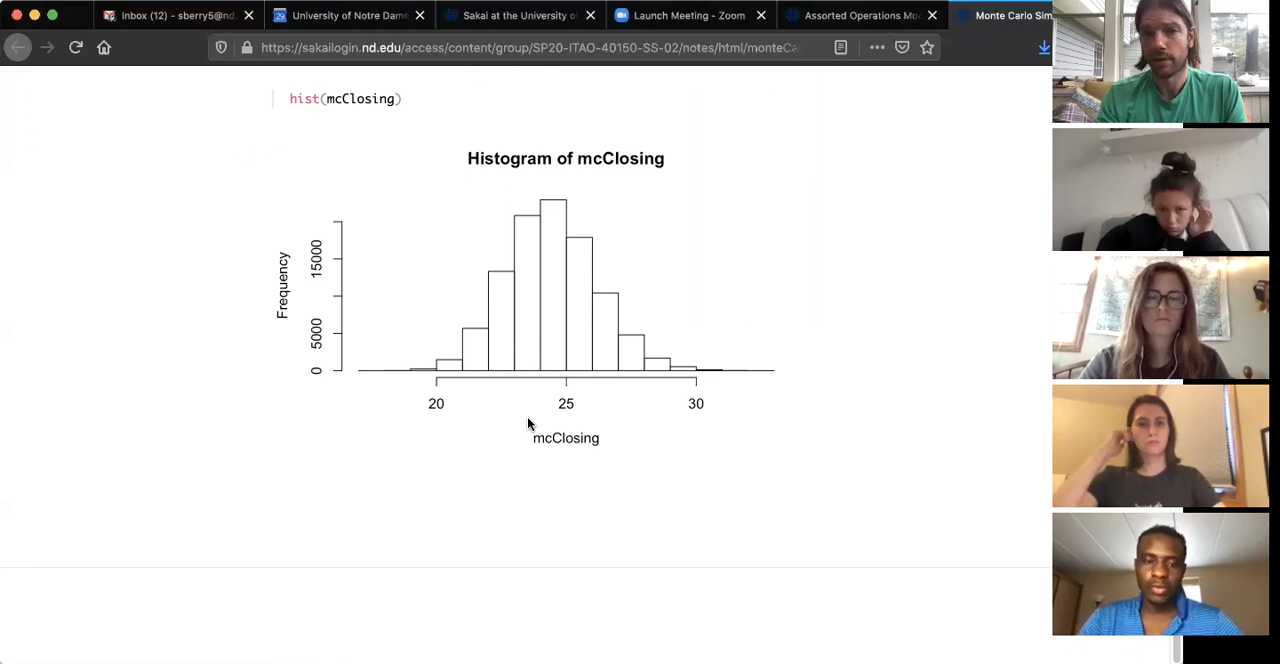 Inbox (12) – sberry5@nd.
University of Notre Dame
Sakai at the University o
Launch Meeting - Zoom
Assorted Operations Mo
Monte Carlo Sim
https://sakailogin.nd.edu/access/content/group/SP20-ITAO-40150-SS-02/notes/html/monteCa
hist(mcClosing)
Histogram of mcClosing
Frequency
15000
5000
0
20 25 30
mcClosing